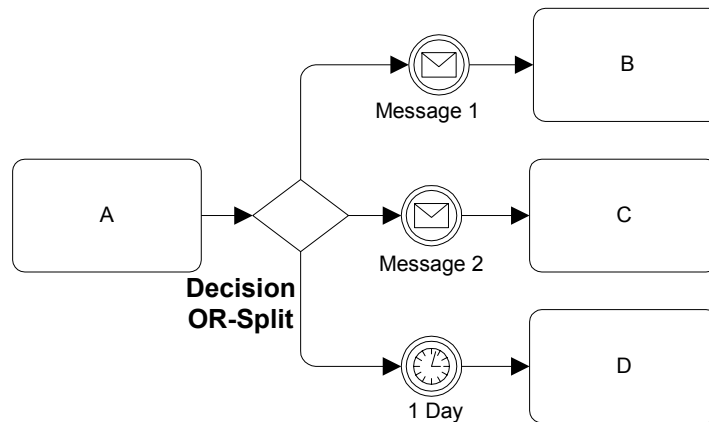 B
Message 1
A
C
Message 2
Decision
OR-Split
D
1 Day